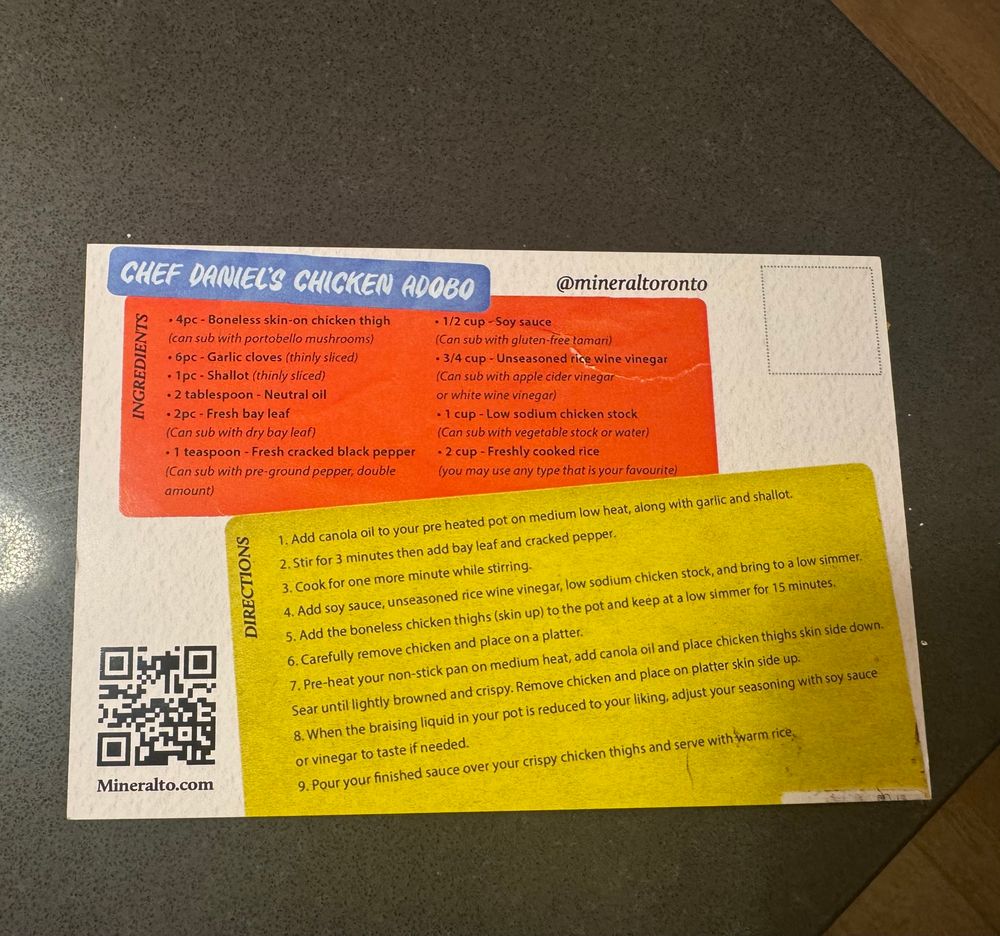 CHEF DANIEL'S CHICKEN ADOBO
@mineraltoronto
INGREDIENTS
• 4pc - Boneless skin-on chicken thigh
(can sub with portobello mushrooms)
• 6pc - Garlic cloves (thinly sliced)
• 1pc - Shallot (thinly sliced)
• 2 tablespoon - Neutral oil
• 2pc - Fresh bay leaf
(Can sub with dry bay leaf)
• 1 teaspoon - Fresh cracked black pepper
(Can sub with pre-ground pepper, double
amount)
• 1/2 cup - Soy sauce
(Can sub with gluten-free tamari)
• 3/4 cup - Unseasoned rice wine vinegar
(Can sub with apple cider vinegar
or white wine vinegar)
• 1 cup - Low sodium chicken stock
(Can sub with vegetable stock or water)
• 2 cup - Freshly cooked rice
(you may use any type that is your favourite)
DIRECTIONS
1. Add canola oil to your pre heated pot on medium low heat, along with garlic and shallot.
2. Stir for 3 minutes then add bay leaf and cracked pepper.
3. Cook for one more minute while stirring.
4. Add soy sauce, unseasoned rice wine vinegar, low sodium chicken stock, and bring to a low simmer.
5. Add the boneless chicken thighs (skin up) to the pot and keep at a low simmer for 15 minutes.
6. Carefully remove chicken and place on a platter.
7. Pre-heat your non-stick pan on medium heat, add canola oil and place chicken thighs skin side down.
Sear until lightly browned and crispy. Remove chicken and place on platter skin side up.
8. When the braising liquid in your pot is reduced to your liking, adjust your seasoning with soy sauce
or vinegar to taste if needed.
9. Pour your finished sauce over your crispy chicken thighs and serve with warm rice.
Mineralto.com